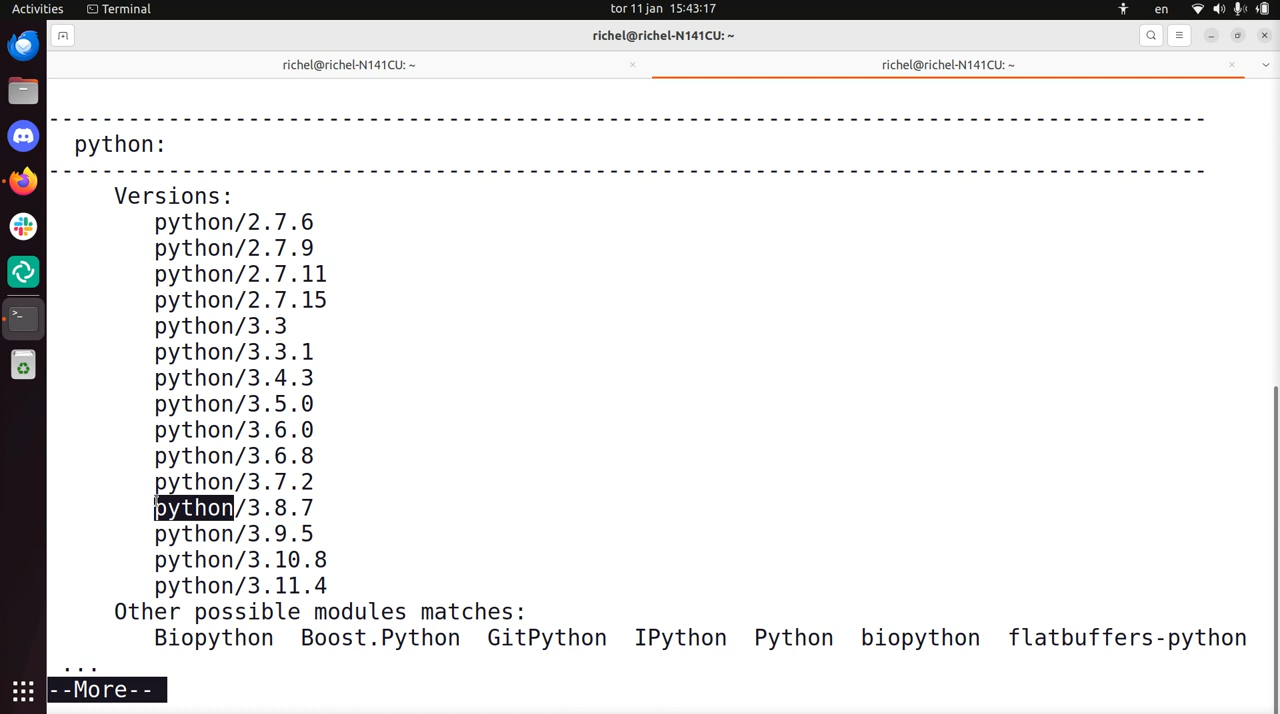 Activities Terminal tor 11 jan 15:43:17 en
richel@richel-N141CU: ~
richel@richel-N141CU: ~ richel@richel-N141CU: ~
------------------------------------------------------------------------------------
python:
------------------------------------------------------------------------------------
Versions:
python/2.7.6
python/2.7.9
python/2.7.11
python/2.7.15
python/3.3
python/3.3.1
python/3.4.3
python/3.5.0
python/3.6.0
python/3.6.8
python/3.7.2
python/3.8.7
python/3.9.5
python/3.10.8
python/3.11.4
Other possible modules matches:
Biopython Boost.Python GitPython IPython Python biopython flatbuffers-python
...
--More--